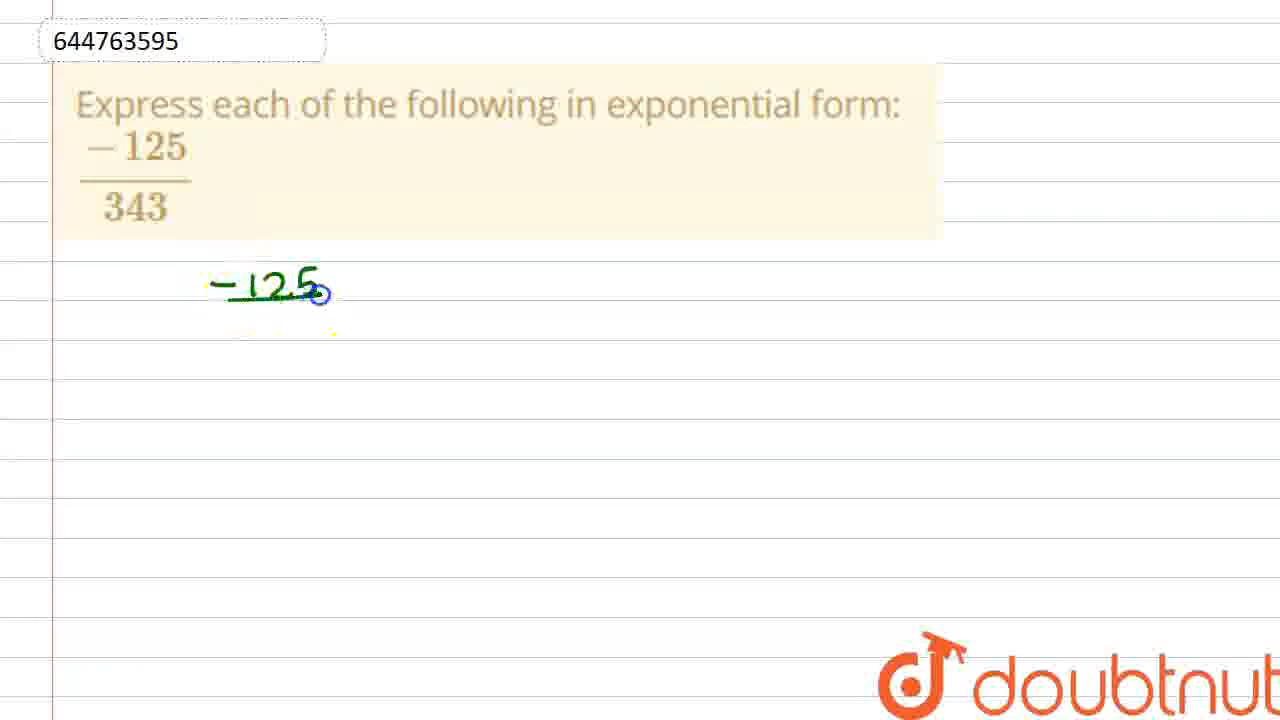 644763595
Express each of the following in exponential form:
-125
343
-125
doubtnut